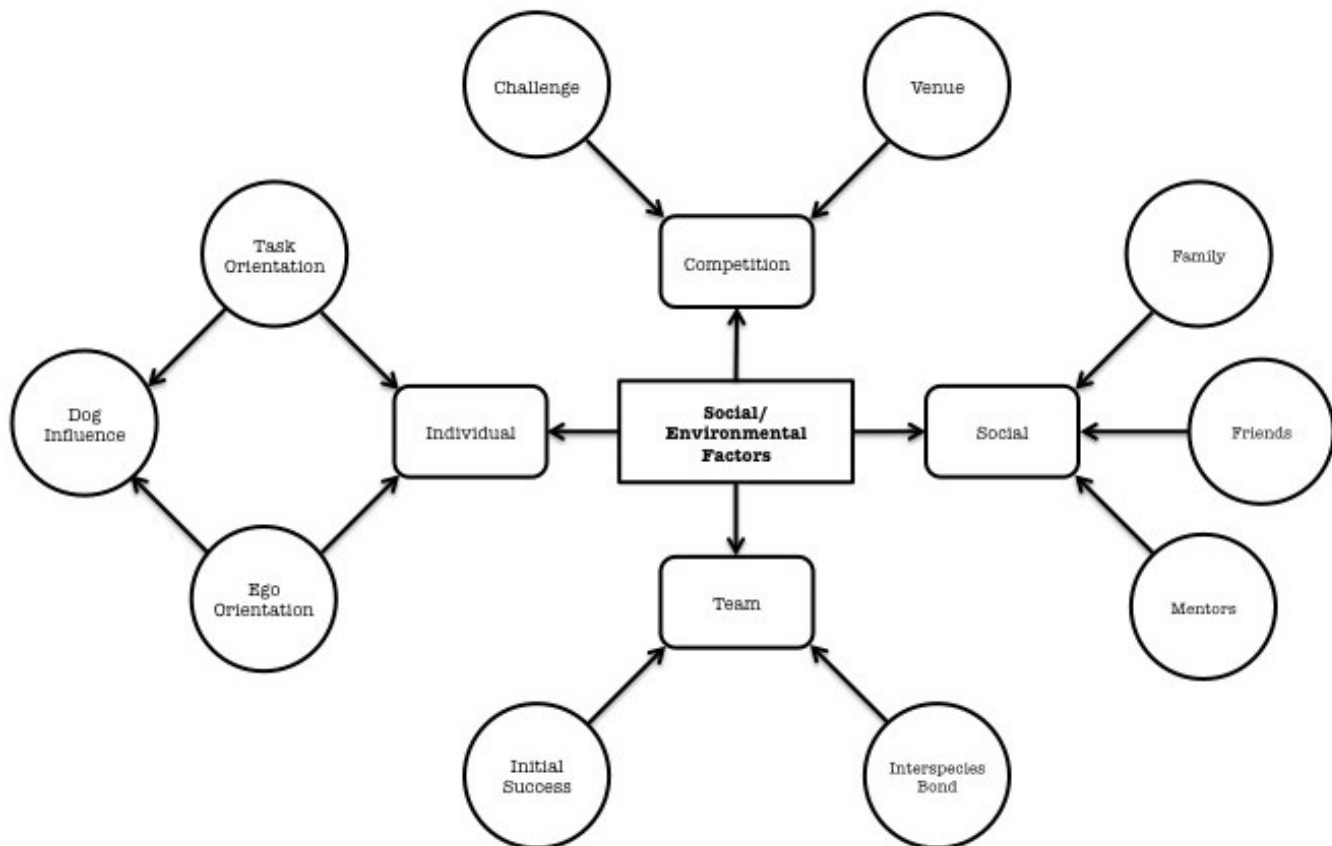 Challenge
Venue
Task
Orientation
Competition
Family
Dog
Influence
Individual
Social/
Environmental
Factors
Social
Friends
Ego
Orientation
Team
Mentors
Initial
Success
Interspecies
Bond